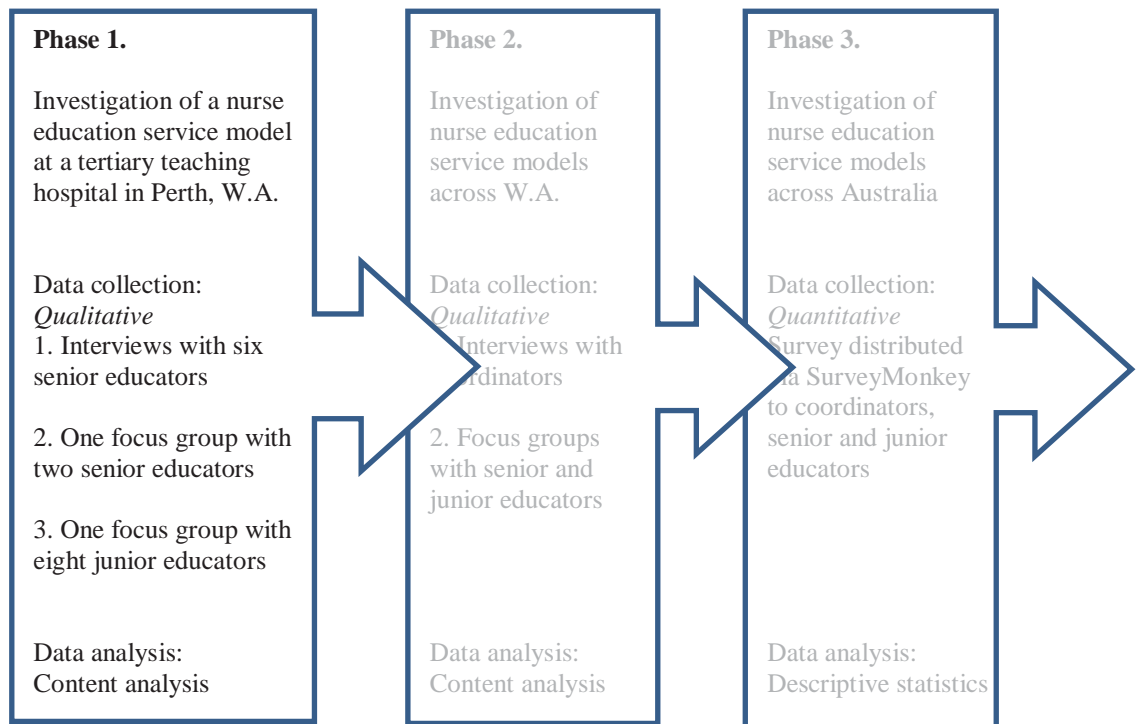 Phase 1.
Investigation of a nurse
education service model
at a tertiary teaching
hospital in Perth, W.A.
Data collection:
Qualitative
1. Interviews with six
senior educators
2. One focus group with
two senior educators
3. One focus group with
eight junior educators
Data analysis:
Content analysis
Phase 2.
Investigation of
nurse education
service models
across W.A.
Data collection:
Qualitative
Interviews with
ordinators
2. Focus groups
with senior and
junior educators
Data analysis:
Content analysis
Phase 3.
Investigation of
nurse education
service models
across Australia
Data collection:
Quantitative
Survey distributed
via SurveyMonkey
to coordinators,
senior and junior
educators
Data analysis:
Descriptive statistics